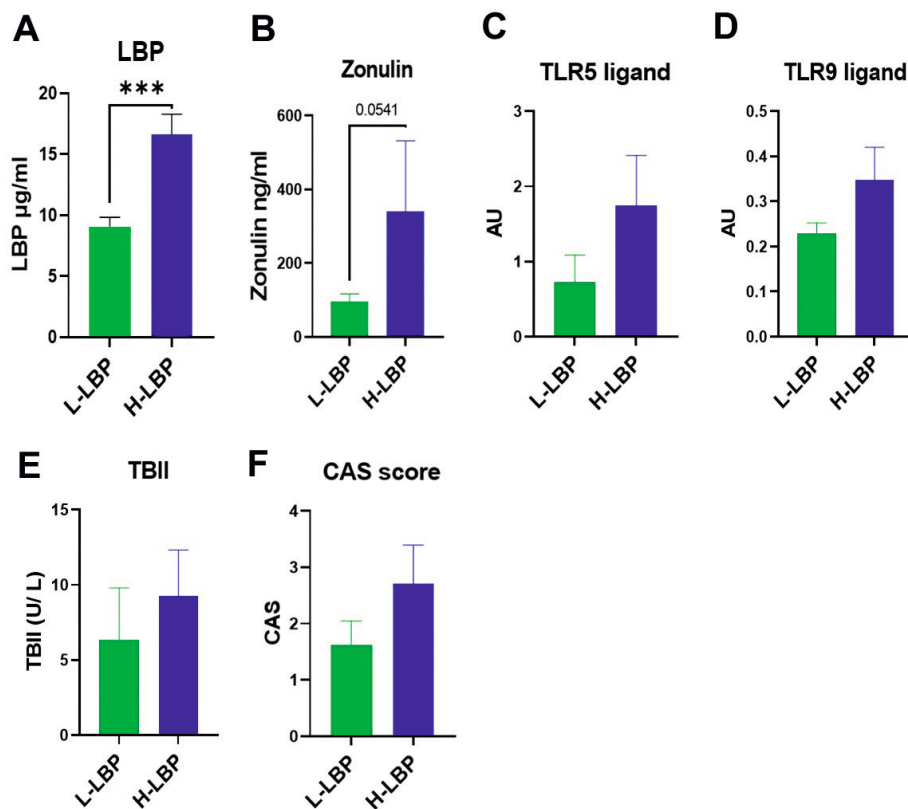 A
LBP
***
LBP µg/ml
20
15
10
5
0
L-LBP
H-LBP
B
Zonulin
0.0541
Zonulin ng/ml
600
400
200
0
L-LBP
H-LBP
C
TLR5 ligand
AU
3
2
1
0
L-LBP
H-LBP
D
TLR9 ligand
AU
0.5
0.4
0.3
0.2
0.1
0.0
L-LBP
H-LBP
E
TBII
TBII (U/ L)
15
10
5
0
L-LBP
H-LBP
F
CAS score
CAS
4
3
2
1
0
L-LBP
H-LBP